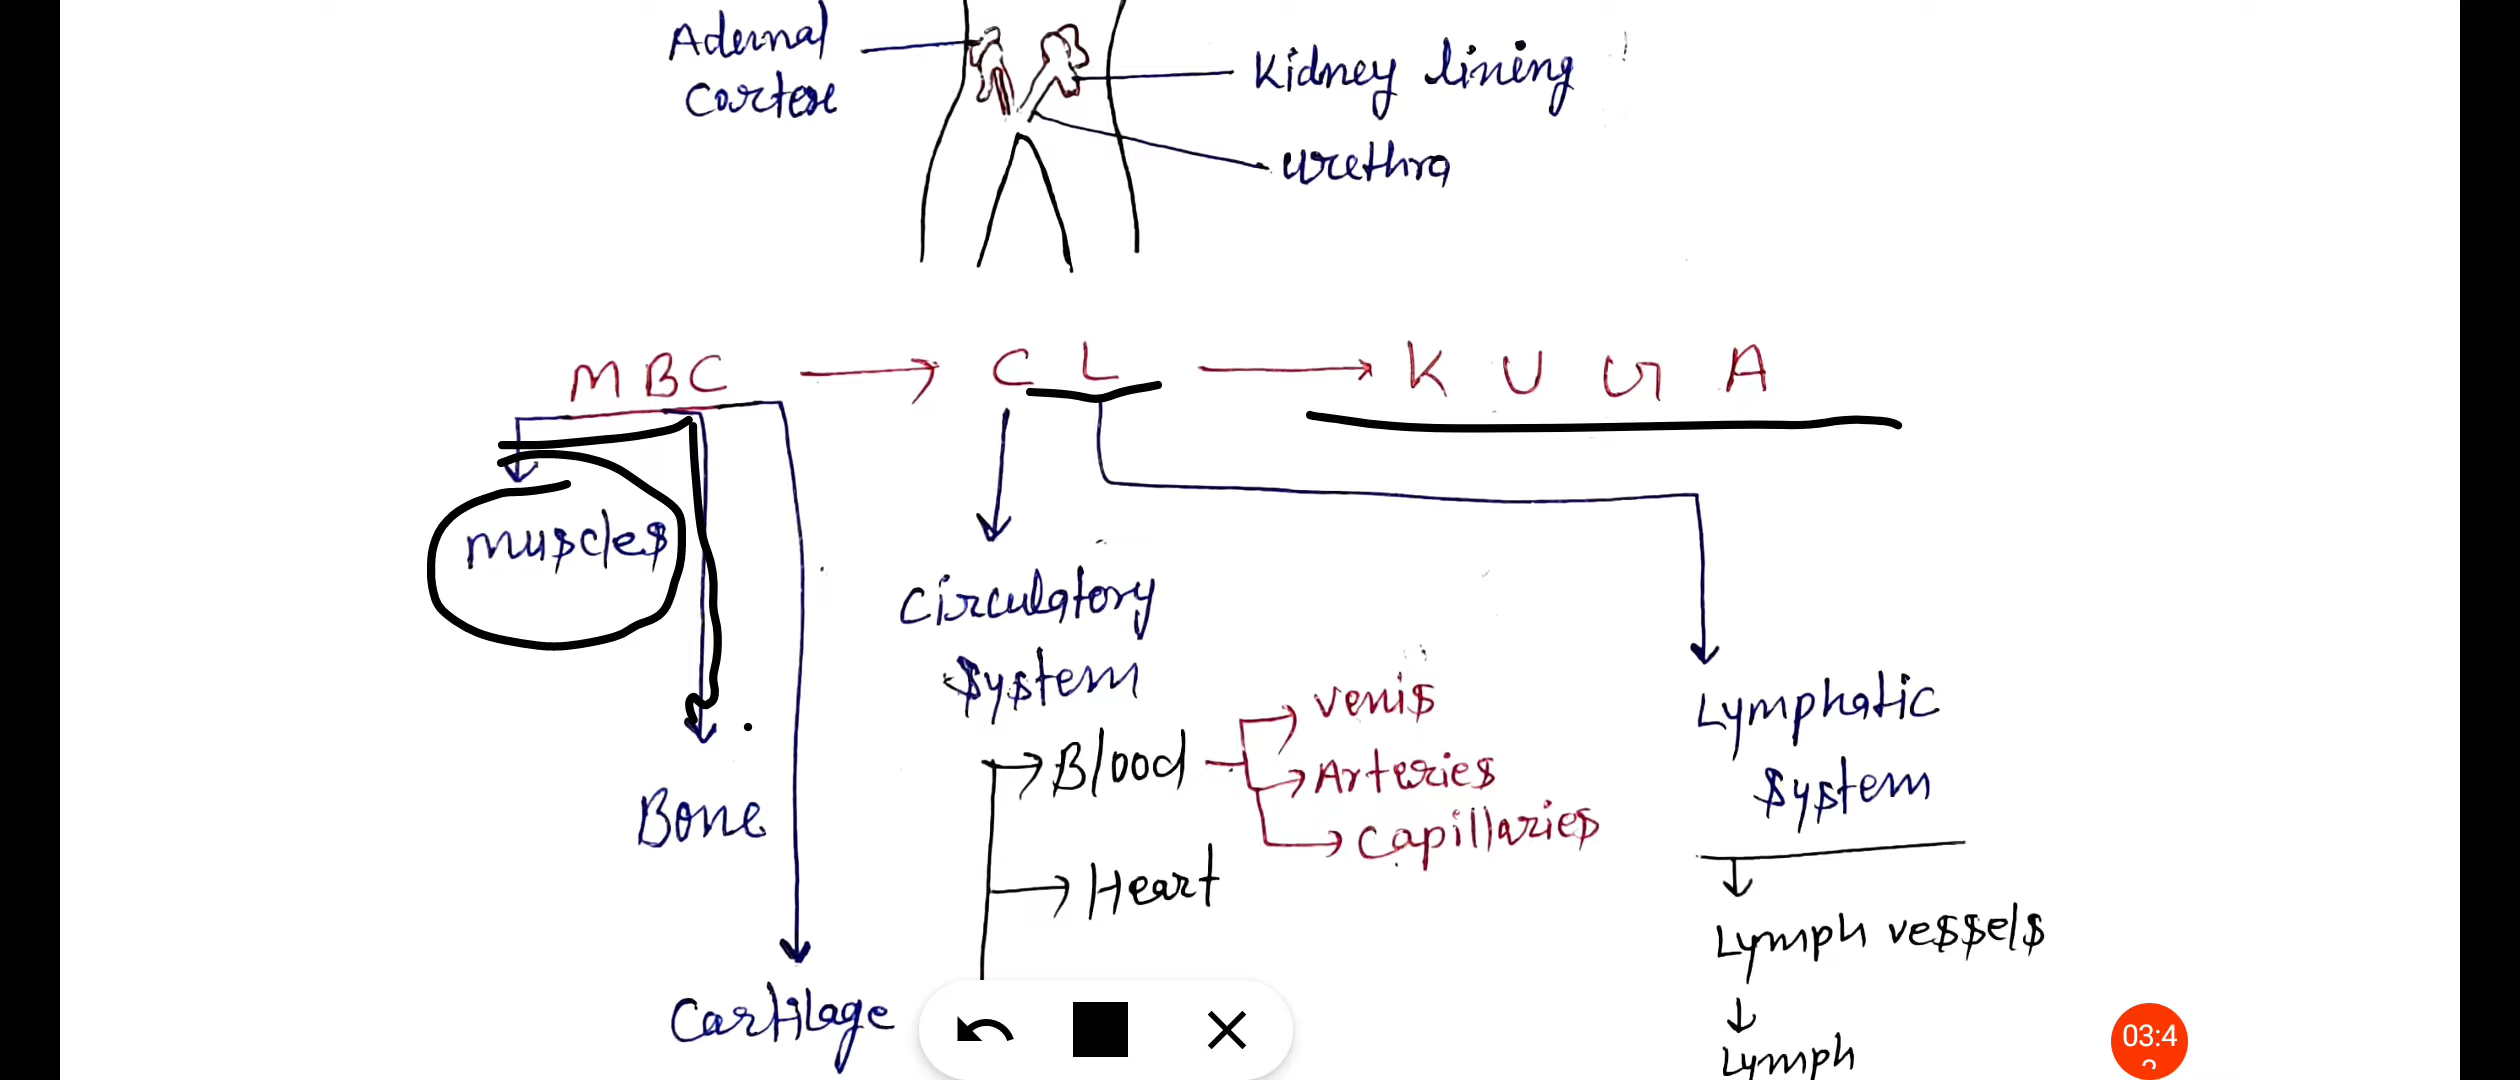 Adernal
Cortex
Kidney lining
Urethra
M B C → C L → K U G A
Muscles
Bone
Cartilage
Circulatory
System
Blood
Venis
Arteries
Capillaries
Heart
Lymphatic
System
Lymph vessels
Lymph
03:4